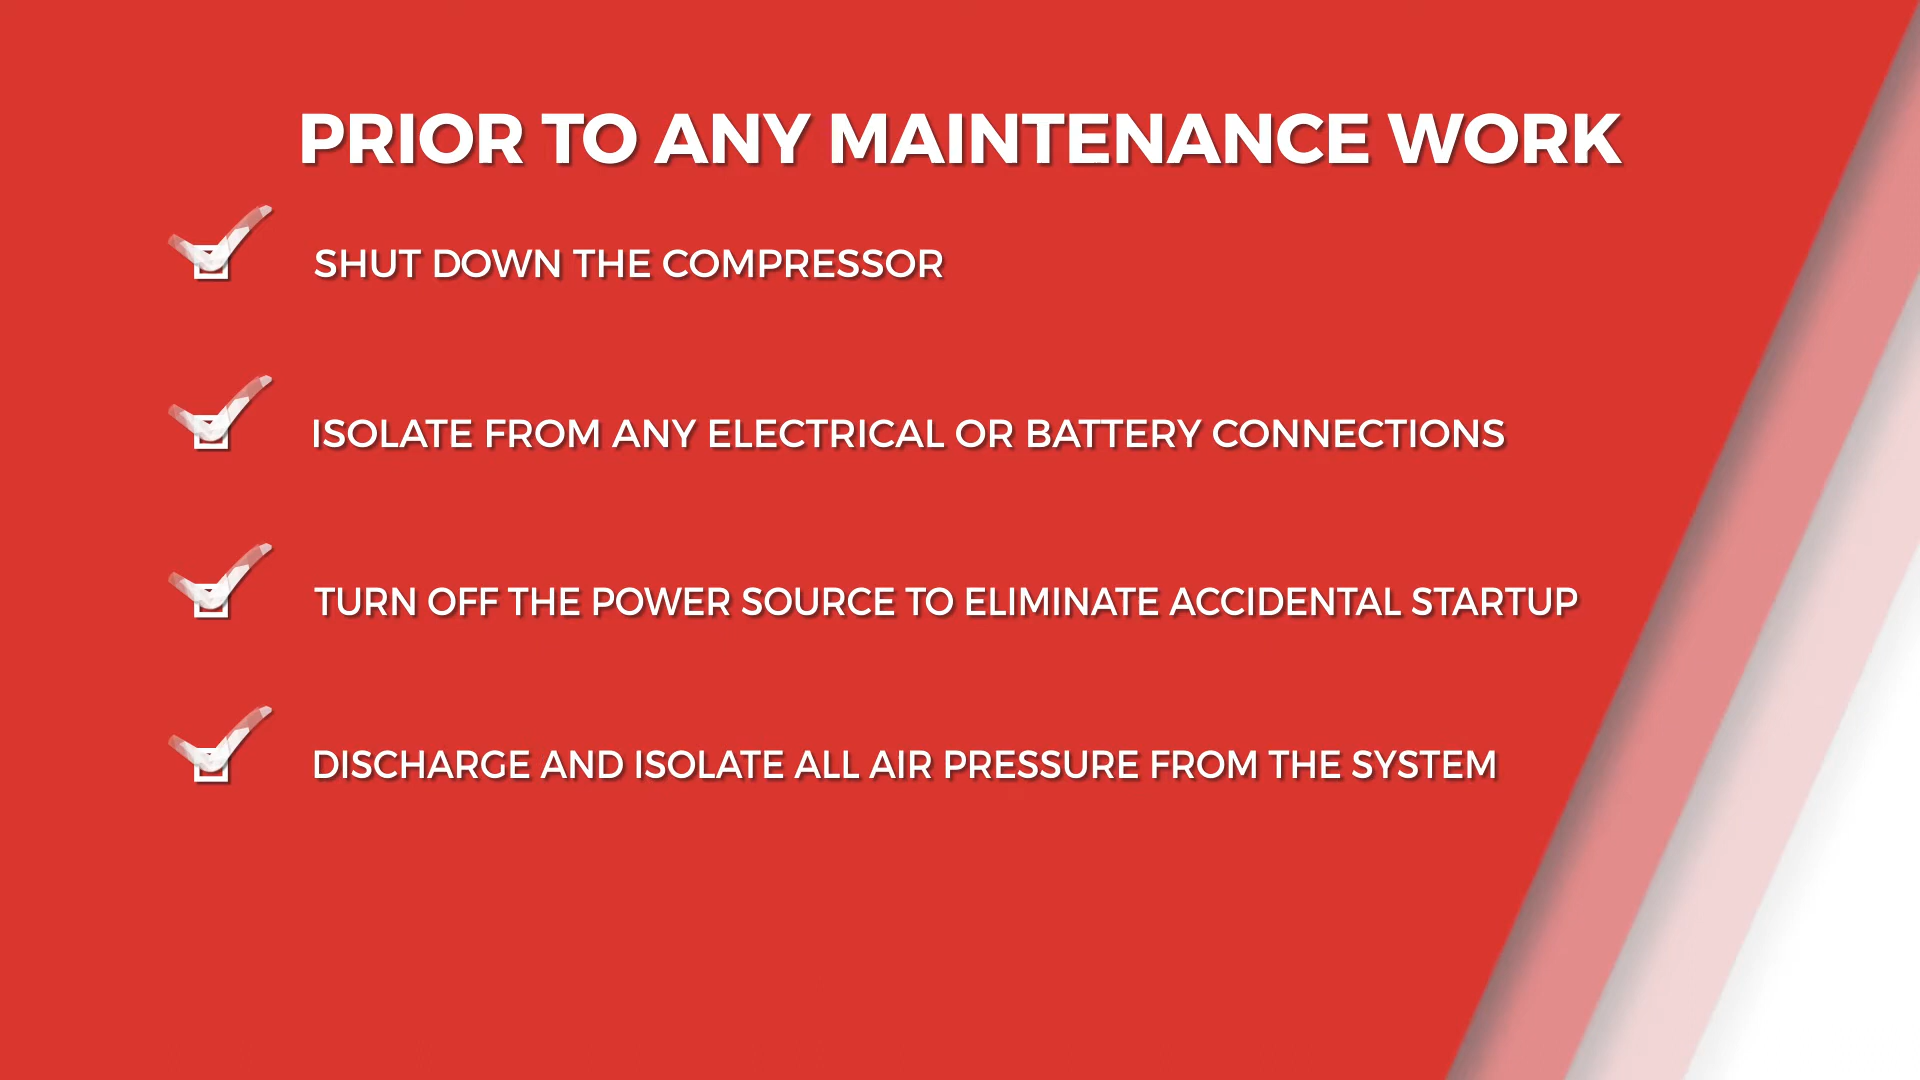 PRIOR TO ANY MAINTENANCE WORK
SHUT DOWN THE COMPRESSOR
ISOLATE FROM ANY ELECTRICAL OR BATTERY CONNECTIONS
TURN OFF THE POWER SOURCE TO ELIMINATE ACCIDENTAL STARTUP
DISCHARGE AND ISOLATE ALL AIR PRESSURE FROM THE SYSTEM